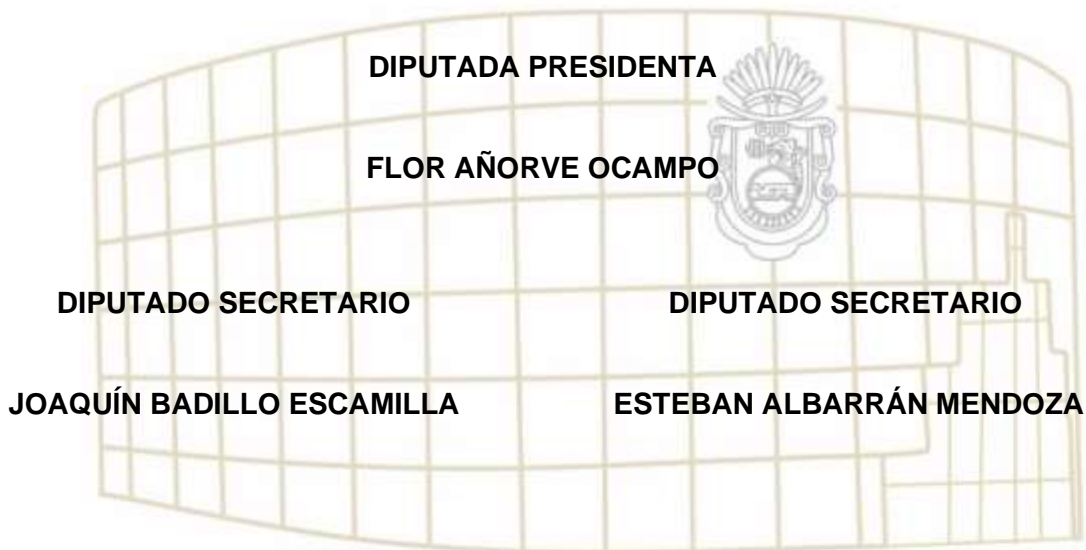 DIPUTADA PRESIDENTA
FLOR AÑORVE OCAMPO
DIPUTADO SECRETARIO
DIPUTADO SECRETARIO
JOAQUÍN BADILLO ESCAMILLA
ESTEBAN ALBARRÁN MENDOZA